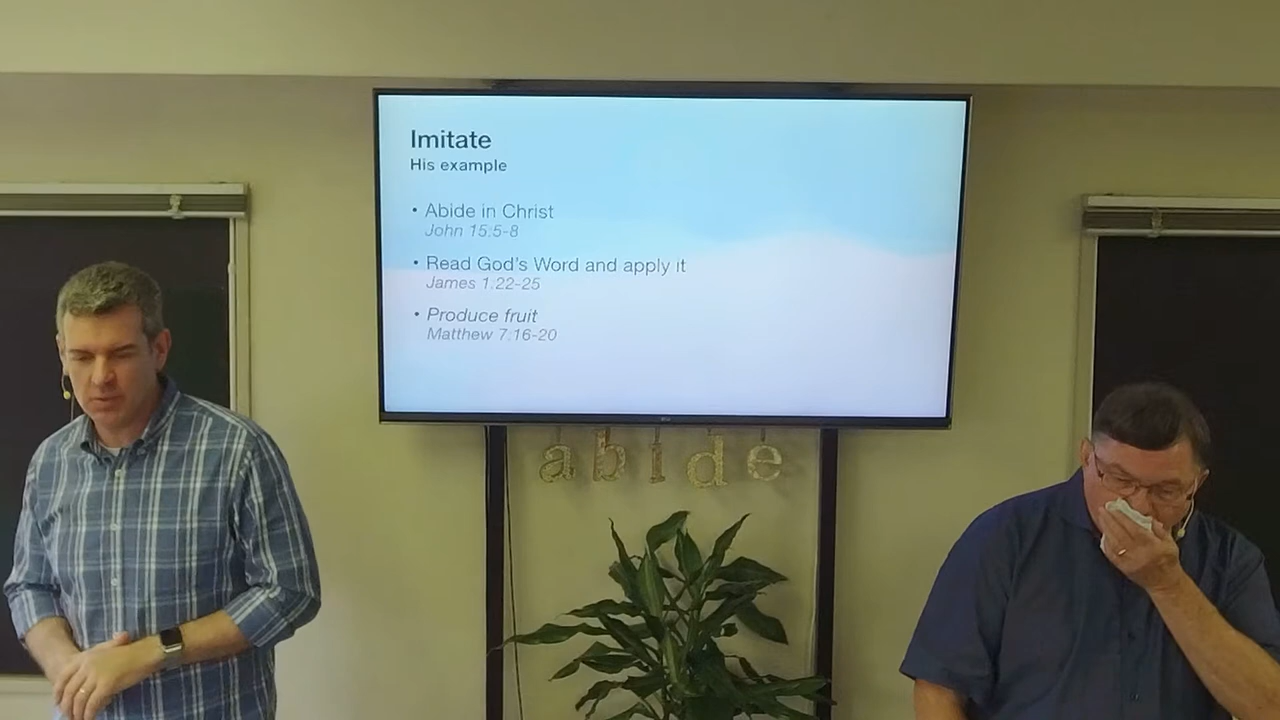 Imitate
His example
• Abide in Christ
John 15:5-8
• Read God's Word and apply it
James 1:22-25
• Produce fruit
Matthew 7:16-20
abide